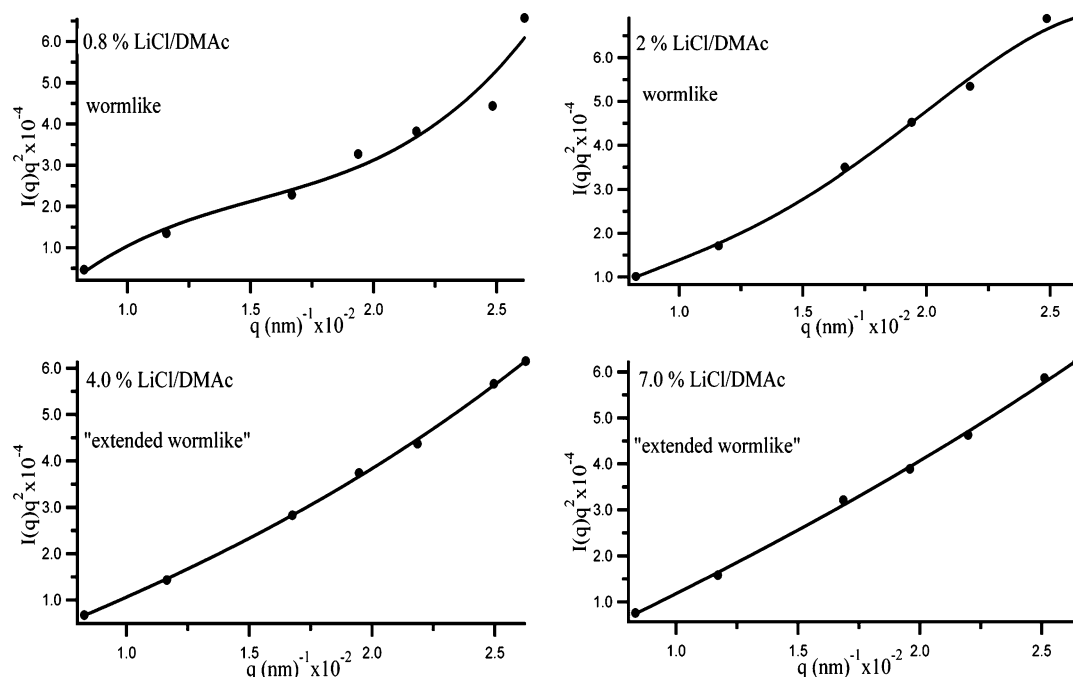 0.8 % LiCl/DMAc
wormlike
I(q)q²x10⁻⁴
6.0
5.0
4.0
3.0
2.0
1.0
1.0
1.5
2.0
2.5
q (nm)⁻¹x10⁻²
2 % LiCl/DMAc
wormlike
I(q)q²x10⁻⁴
6.0
5.0
4.0
3.0
2.0
1.0
1.0
1.5
2.0
2.5
q (nm)⁻¹x10⁻²
4.0 % LiCl/DMAc
"extended wormlike"
I(q)q²x10⁻⁴
6.0
5.0
4.0
3.0
2.0
1.0
1.0
1.5
2.0
2.5
q (nm)⁻¹x10⁻²
7.0 % LiCl/DMAc
"extended wormlike"
I(q)q²x10⁻⁴
6.0
5.0
4.0
3.0
2.0
1.0
1.0
1.5
2.0
2.5
q (nm)⁻¹x10⁻²